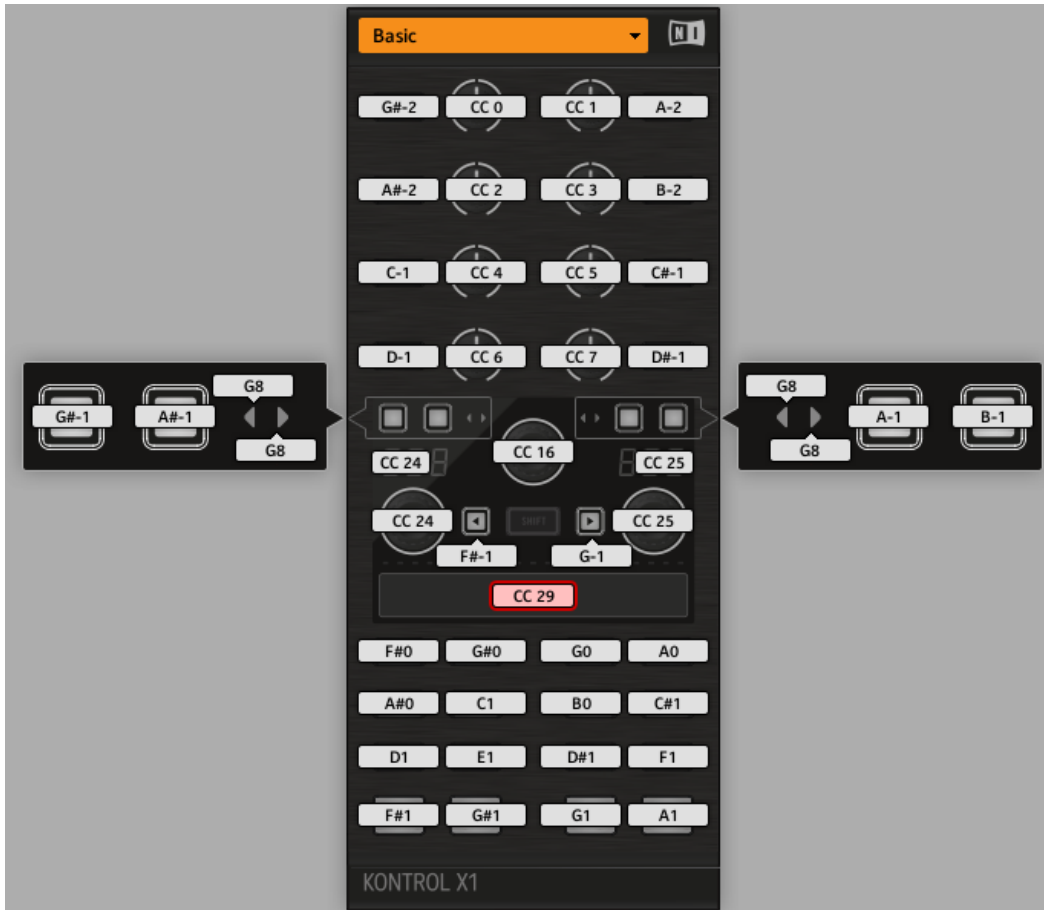 Basic NI
G#-2 CC 0 CC 1 A-2
A#-2 CC 2 CC 3 B-2
C-1 CC 4 CC 5 C#-1
D-1 CC 6 CC 7 D#-1
G8 G8
G#-1 A#-1 A-1 B-1
G8 CC 16 G8
CC 24 CC 25
CC 24 SHIFT CC 25
F#-1 G-1
CC 29
F#0 G#0 G0 A0
A#0 C1 B0 C#1
D1 E1 D#1 F1
F#1 G#1 G1 A1
KONTROL X1